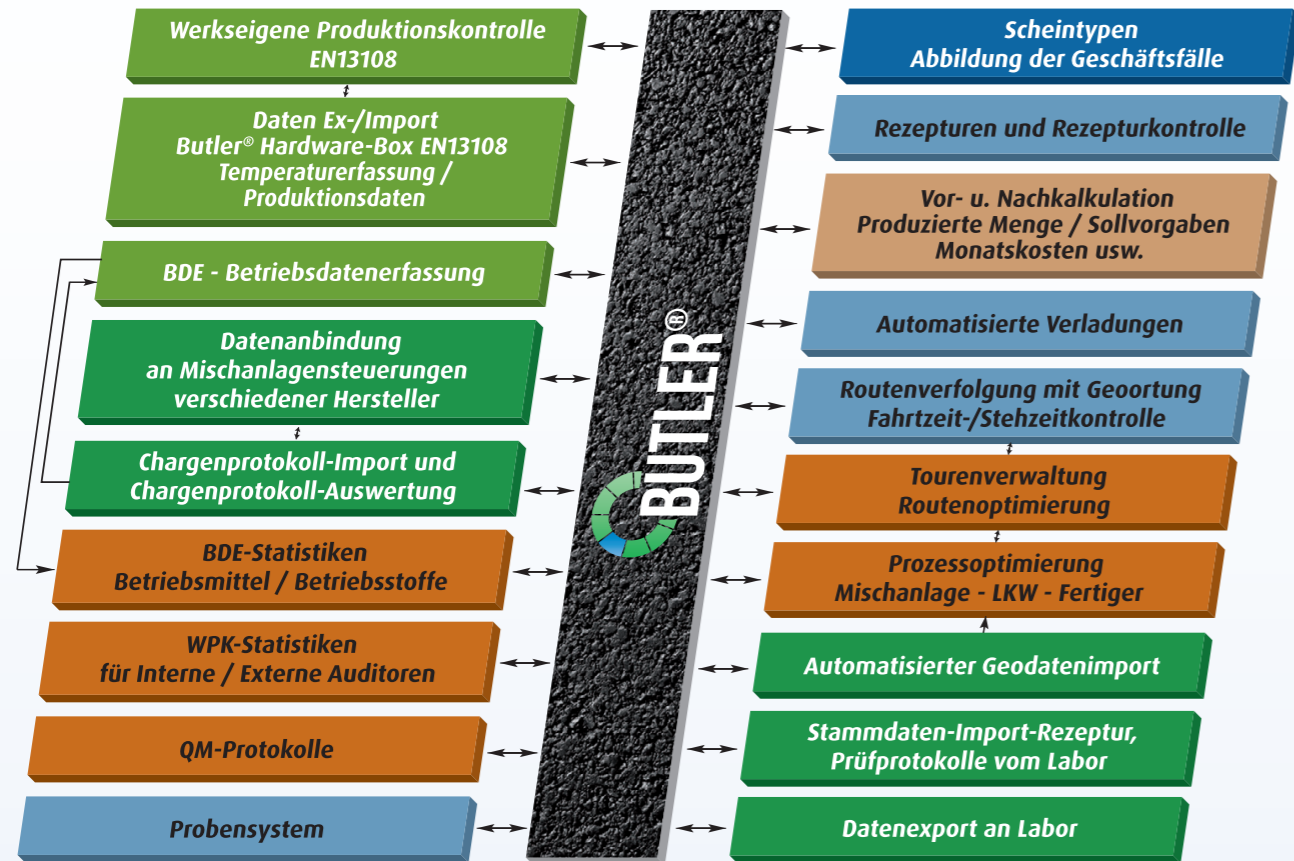 Werkseigene Produktionskontrolle
EN13108
Daten Ex-/Import
Butler® Hardware-Box EN13108
Temperaturerfassung /
Produktionsdaten
BDE - Betriebsdatenerfassung
Datenanbindung
an Mischanlagensteuerungen
verschiedener Hersteller
Chargenprotokoll-Import und
Chargenprotokoll-Auswertung
BDE-Statistiken
Betriebsmittel / Betriebsstoffe
WPK-Statistiken
für Interne / Externe Auditoren
QM-Protokolle
Probensystem
BUTLER®
Scheintypen
Abbildung der Geschäftsfälle
Rezepturen und Rezepturkontrolle
Vor- u. Nachkalkulation
Produzierte Menge / Sollvorgaben
Monatskosten usw.
Automatisierte Verladungen
Routenverfolgung mit Geoortung
Fahrtzeit-/Stehzeitkontrolle
Tourenverwaltung
Routenoptimierung
Prozessoptimierung
Mischanlage - LKW - Fertiger
Automatisierter Geodatenimport
Stammdaten-Import-Rezeptur,
Prüfprotokolle vom Labor
Datenexport an Labor